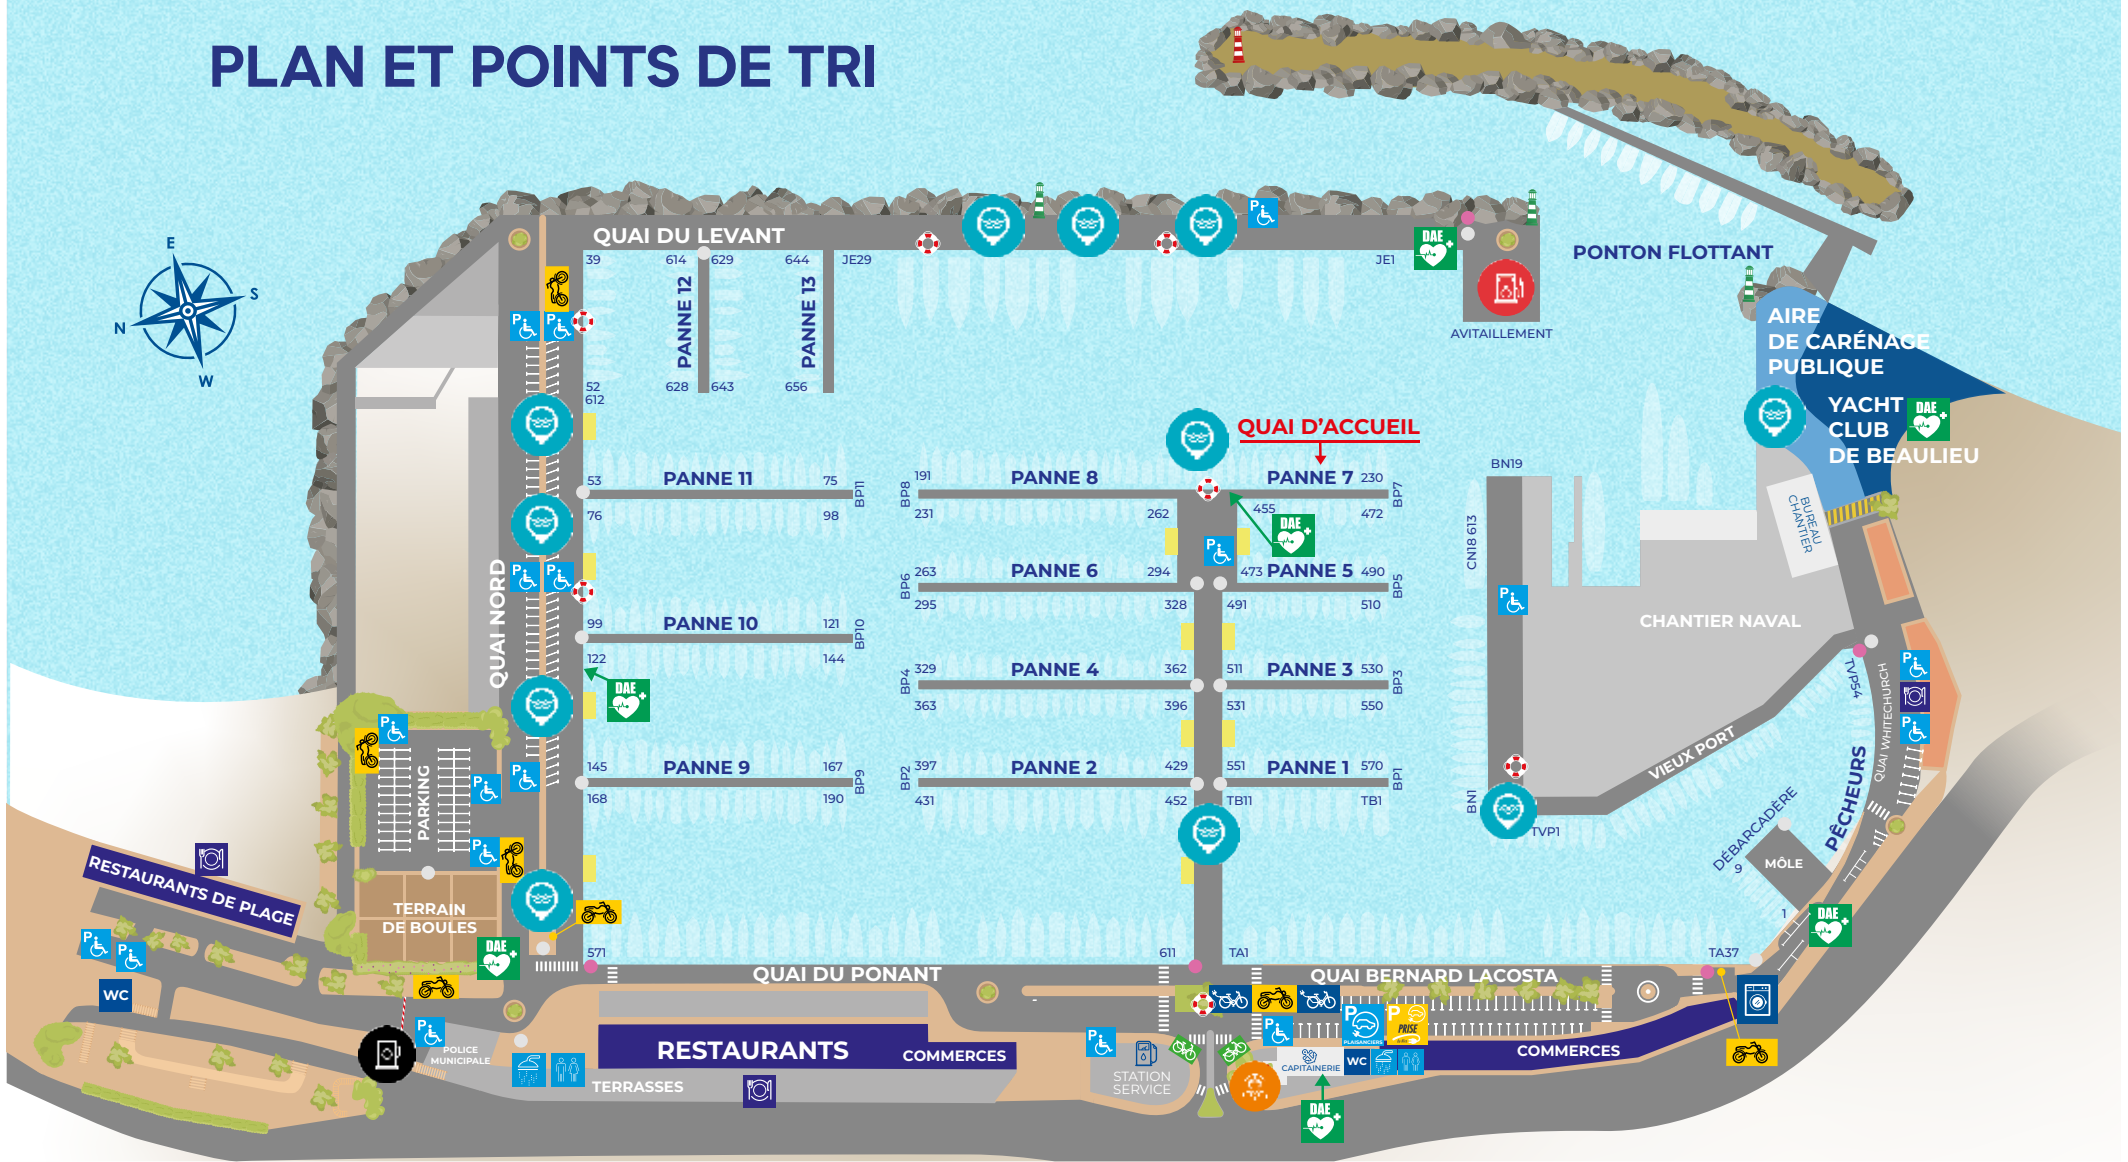 PLAN ET POINTS DE TRI
E
S
N
W
QUAI DU LEVANT
39
614
629
644
JE29
JE1
PANNE 12
PANNE 13
52
612
628
643
656
P
P
P
DAE
AVITAILLEMENT
PONTON FLOTTANT
AIRE
DE CARÉNAGE
PUBLIQUE
YACHT
CLUB
DE BEAULIEU
DAE
QUAI D'ACCUEIL
53
PANNE 11
75
BP11
76
98
191
PANNE 8
BP8
231
262
PANNE 7
230
BP7
455
472
DAE
P
BN19
CN18 613
BUREAU
CHANTIER
QUAI NORD
P
P
263
PANNE 6
294
BP6
295
328
473
PANNE 5
490
BP5
491
510
P
CHANTIER NAVAL
99
PANNE 10
121
BP10
122
144
DAE
329
PANNE 4
362
BP4
363
396
511
PANNE 3
530
BP3
531
550
TVP54
QUAI WHITECHURCH
P
P
PÊCHEURS
VIEUX PORT
P
PARKING
P
P
P
145
PANNE 9
167
BP9
168
190
397
PANNE 2
429
BP2
431
452
551
PANNE 1
570
BP1
TB11
TB1
BN1
TVP1
DÉBARCADÈRE
9
MÔLE
1
DAE
RESTAURANTS DE PLAGE
TERRAIN
DE BOULES
DAE
P
P
WC
571
QUAI DU PONANT
611
TA1
QUAI BERNARD LACOSTA
TA37
P
POLICE
MUNICIPALE
RESTAURANTS
COMMERCES
TERRASSES
P
STATION
SERVICE
P
P
PLAISANCIERS
P
PRISE
CAPITAINERIE
WC
COMMERCES
DAE